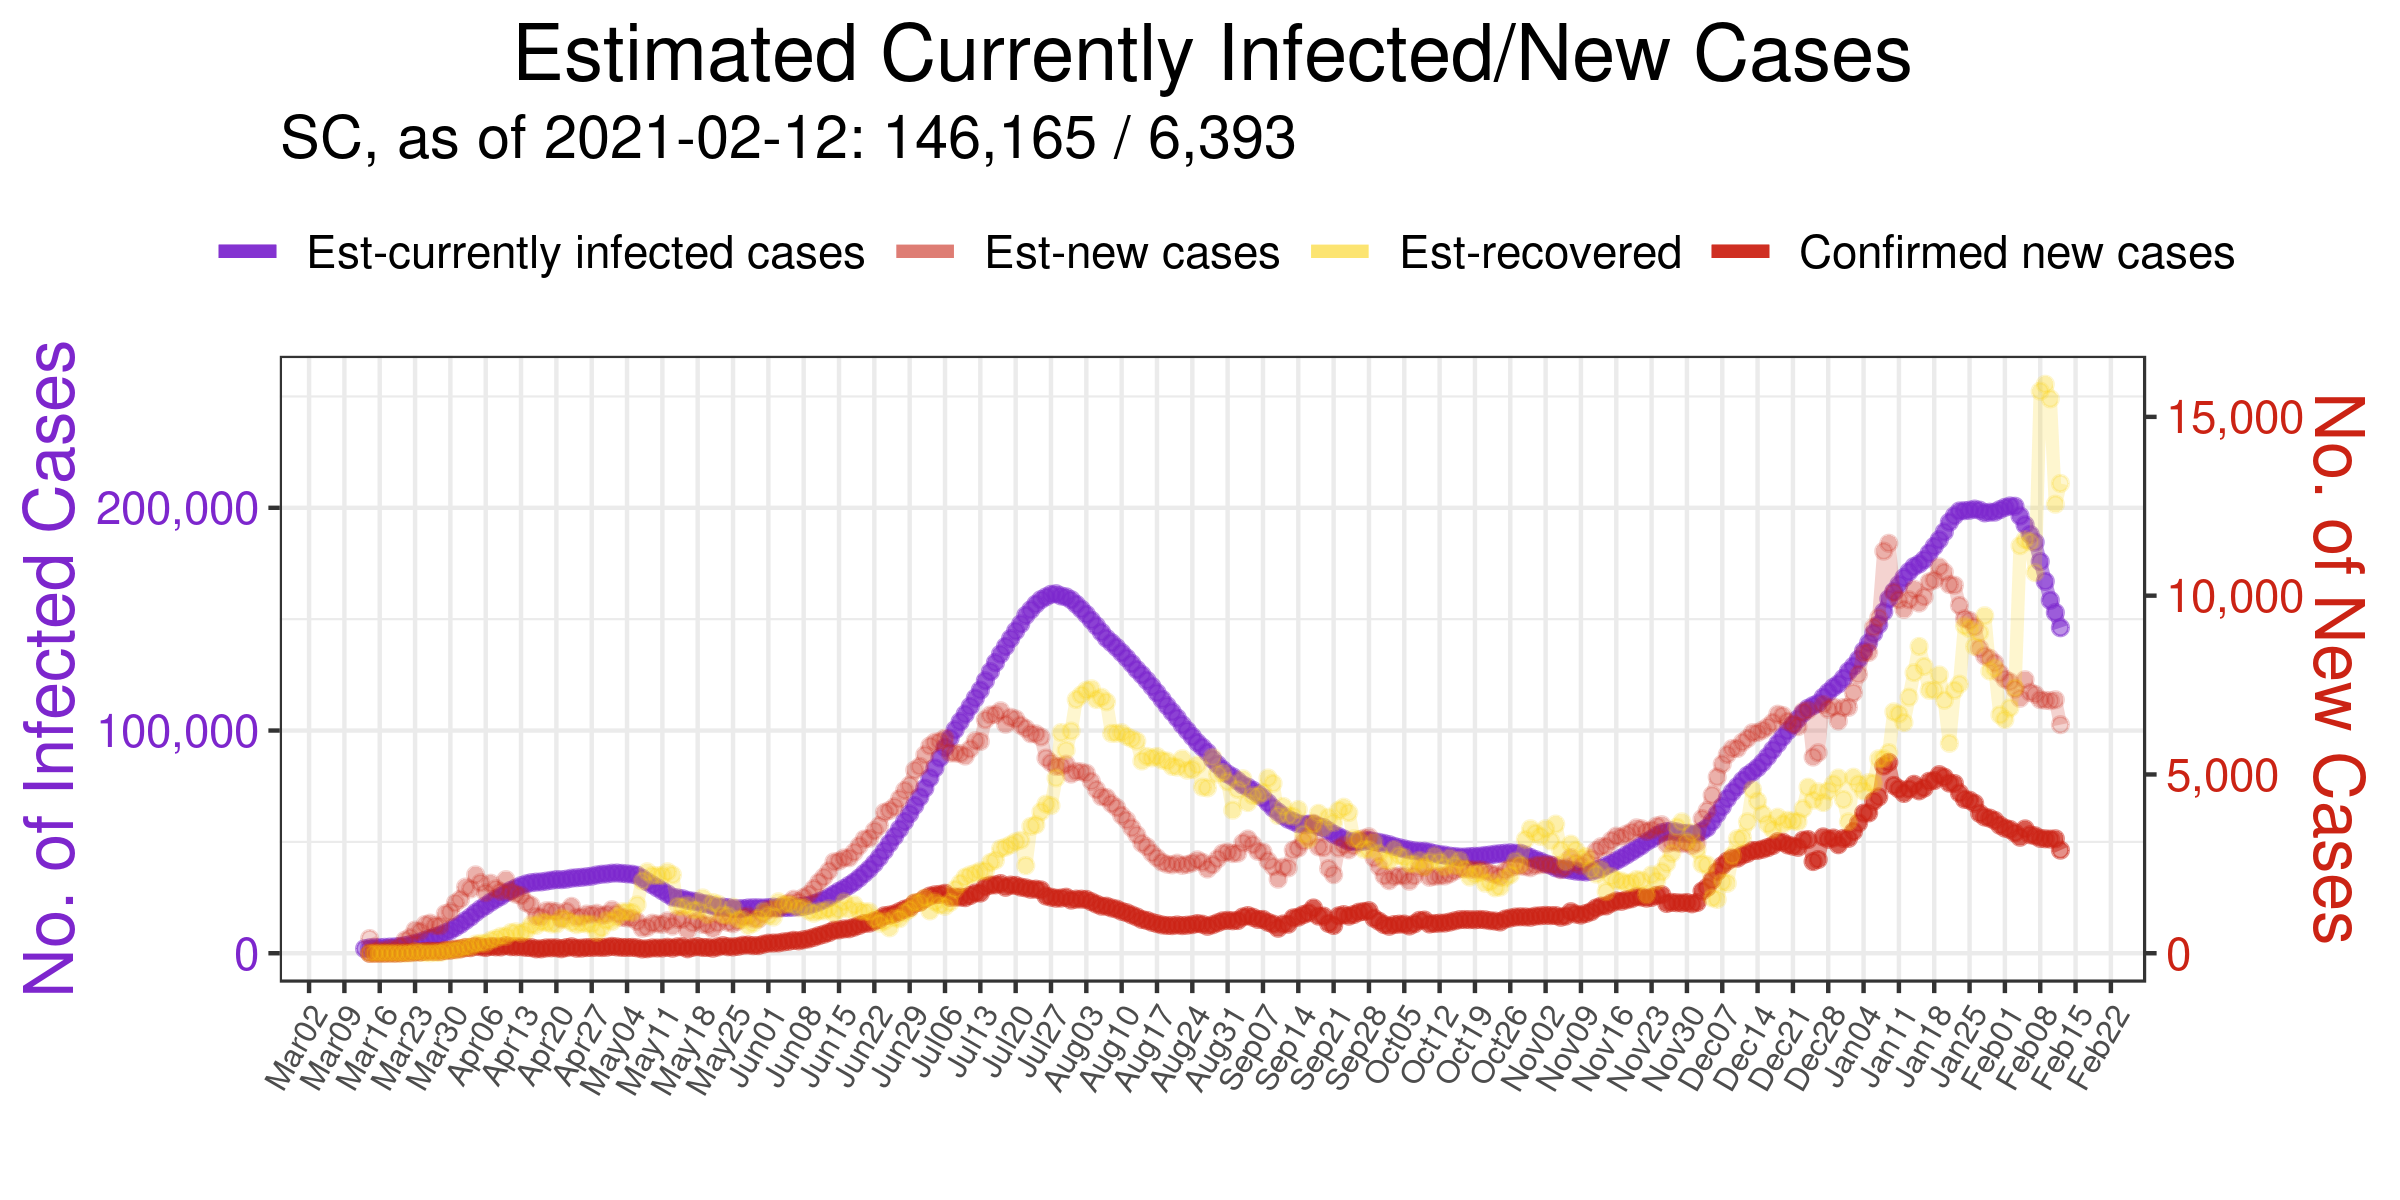 Estimated Currently Infected/New Cases
SC, as of 2021-02-12: 146,165 / 6,393
Est-currently infected cases Est-new cases Est-recovered Confirmed new cases
No. of Infected Cases
200,000
100,000
0
15,000
10,000
5,000
0
No. of New Cases
Mar02 Mar09 Mar16 Mar23 Mar30 Apr06 Apr13 Apr20 Apr27 May04 May11 May18 May25 Jun01 Jun08 Jun15 Jun22 Jun29 Jul06 Jul13 Jul20 Jul27 Aug03 Aug10 Aug17 Aug24 Aug31 Sep07 Sep14 Sep21 Sep28 Oct05 Oct12 Oct19 Oct26 Nov02 Nov09 Nov16 Nov23 Nov30 Dec07 Dec14 Dec21 Dec28 Jan04 Jan11 Jan18 Jan25 Feb01 Feb08 Feb15 Feb22